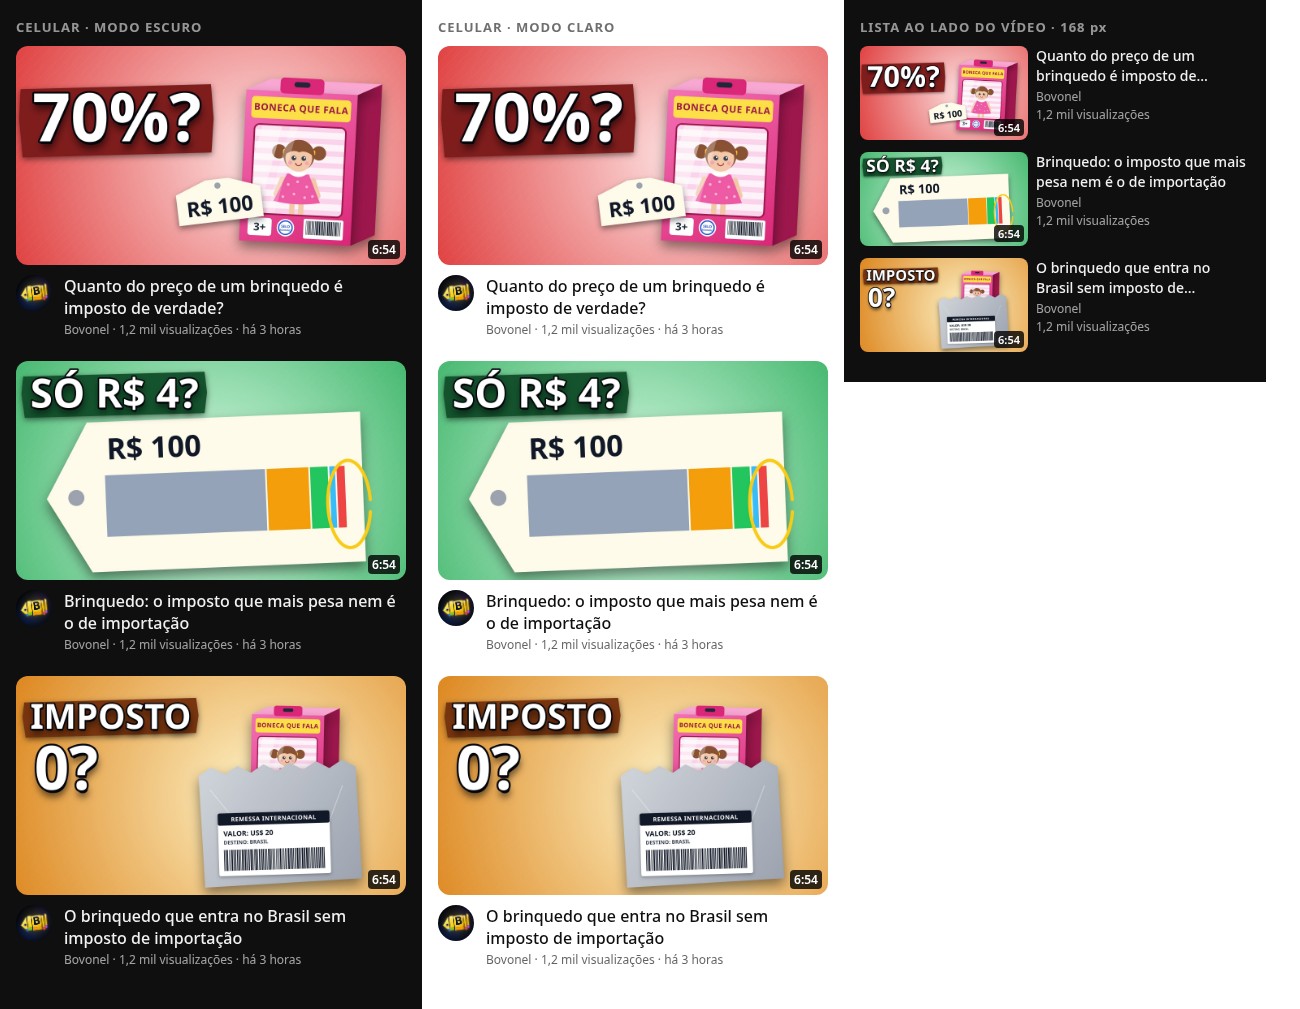 CELULAR · MODO ESCURO
70%?
BONECA QUE FALA
R$ 100
3+
6:54
Quanto do preço de um brinquedo é
imposto de verdade?
Bovonel · 1,2 mil visualizações · há 3 horas
SÓ R$ 4?
R$ 100
6:54
B
Brinquedo: o imposto que mais pesa nem é
o de importação
Bovonel · 1,2 mil visualizações · há 3 horas
IMPOSTO
0?
BONECA QUE FALA
REMESSA INTERNACIONAL
VALOR: US$ 20
DESTINO: BRASIL
6:54
B
O brinquedo que entra no Brasil sem
imposto de importação
Bovonel · 1,2 mil visualizações · há 3 horas
CELULAR · MODO CLARO
70%?
BONECA QUE FALA
R$ 100
3+
6:54
B
Quanto do preço de um brinquedo é
imposto de verdade?
Bovonel · 1,2 mil visualizações · há 3 horas
SÓ R$ 4?
R$ 100
6:54
B
Brinquedo: o imposto que mais pesa nem é
o de importação
Bovonel · 1,2 mil visualizações · há 3 horas
IMPOSTO
0?
BONECA QUE FALA
REMESSA INTERNACIONAL
VALOR: US$ 20
DESTINO: BRASIL
6:54
B
O brinquedo que entra no Brasil sem
imposto de importação
Bovonel · 1,2 mil visualizações · há 3 horas
LISTA AO LADO DO VÍDEO · 168 px
70%?
BONECA QUE FALA
R$ 100
3+
6:54
Quanto do preço de um
brinquedo é imposto de...
Bovonel
1,2 mil visualizações
SÓ R$ 4?
R$ 100
6:54
Brinquedo: o imposto que mais
pesa nem é o de importação
Bovonel
1,2 mil visualizações
IMPOSTO
0?
BONECA QUE FALA
6:54
O brinquedo que entra no
Brasil sem imposto de...
Bovonel
1,2 mil visualizações